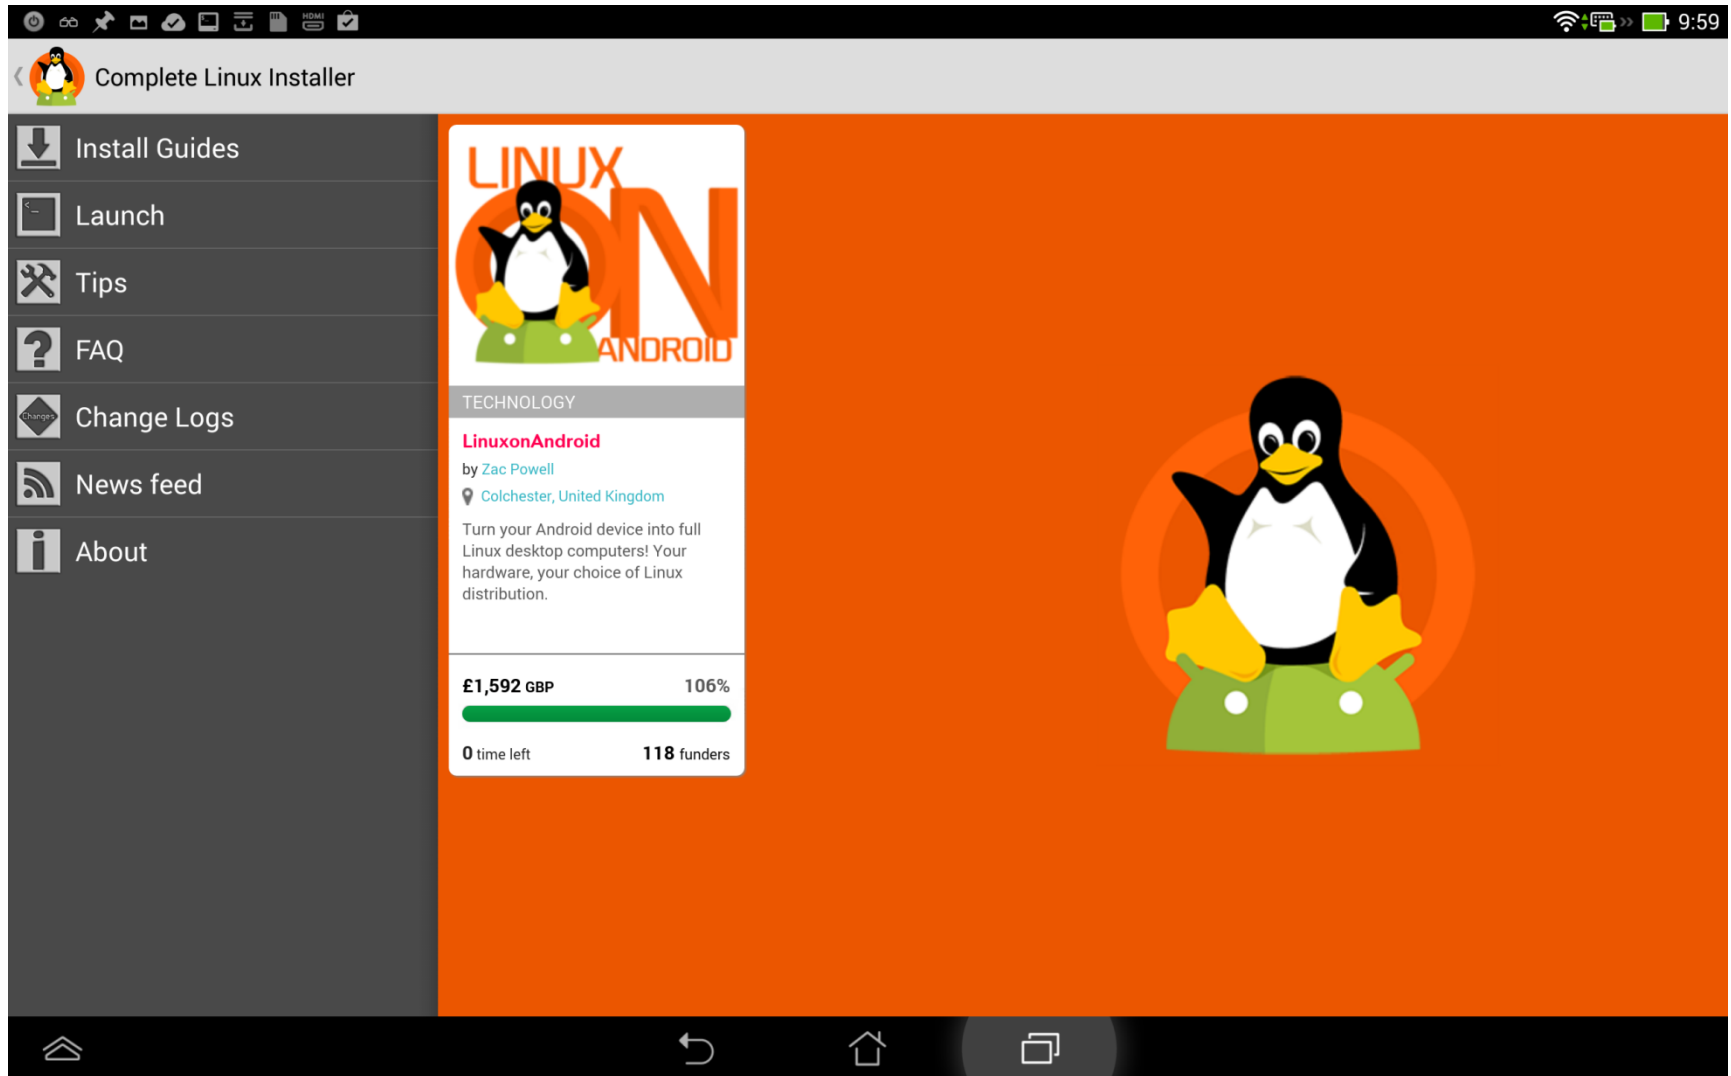 HDMI
9:59
Complete Linux Installer
Install Guides
Launch
Tips
FAQ
Changes
Change Logs
News feed
About
LINUX
ON
ANDROID
TECHNOLOGY
LinuxonAndroid
by Zac Powell
Colchester, United Kingdom
Turn your Android device into full
Linux desktop computers! Your
hardware, your choice of Linux
distribution.
£1,592 GBP 106%
0 time left 118 funders